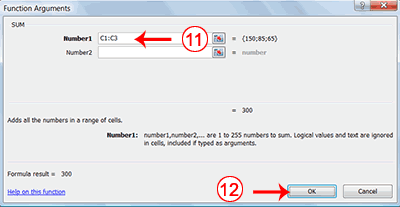 Function Arguments
SUM
Number1 C1:C3 = {150;85;65}
11
Number2 = number
= 300
Adds all the numbers in a range of cells.
Number1: number1,number2,... are 1 to 255 numbers to sum. Logical values and text are ignored
in cells, included if typed as arguments.
Formula result = 300
12
Help on this function OK Cancel